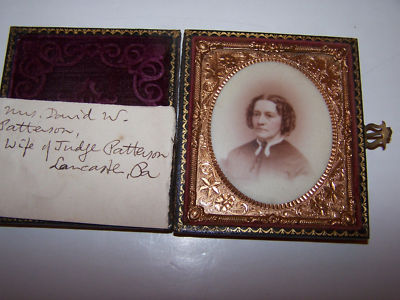 Mrs. David W.
Patterson,
Wife of Judge Patterson
Lancaster, Pa